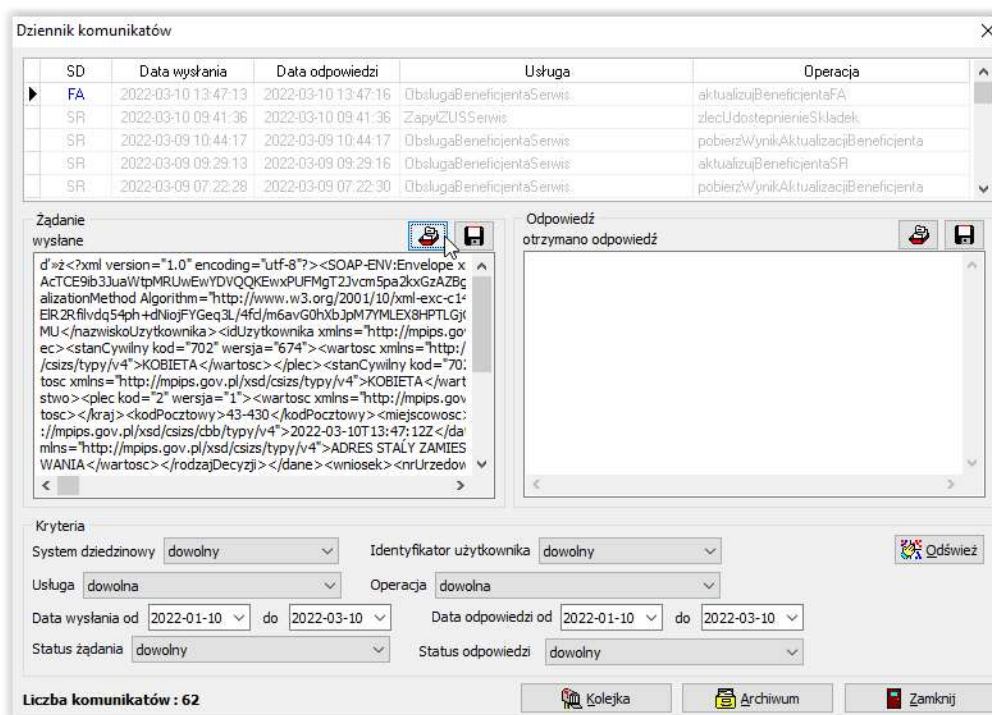 Dziennik komunikatów
SD Data wysłania Data odpowiedzi Usługa Operacja
FA 2022-03-10 13:47:13 2022-03-10 13:47:16 ObslugaBeneficjentaSerwis aktualizujBeneficjentaFA
SR 2022-03-10 09:41:36 2022-03-10 09:41:36 ZapytZUSSerwis zlecUdostepnienieSkladek
SR 2022-03-09 10:44:17 2022-03-09 10:44:17 ObslugaBeneficjentaSerwis pobierzWynikAktualizacjiBeneficjenta
SR 2022-03-09 09:29:13 2022-03-09 09:29:16 ObslugaBeneficjentaSerwis aktualizujBeneficjentaSR
SR 2022-03-09 07:22:28 2022-03-09 07:22:30 ObslugaBeneficjentaSerwis pobierzWynikAktualizacjiBeneficjenta
Żądanie
wysłane
ď»ż<?xml version="1.0" encoding="utf-8"?><SOAP-ENV:Envelope x
AcTCE9ib3JuaWtpMRUwEwYDVQQKEwxPUFMgT2Jvcm5pa2kxGzAZBg
alizationMethod Algorithm="http://www.w3.org/2001/10/xml-exc-c14
ElR2Rfilvdq54ph+dNiojFYGeq3L/4fcl/m6avG0hXbJpM7YMLEX8HPTLGj
MU</nazwiskoUzytkownika><idUzytkownika xmlns="http://mpips.go
ec><stanCywilny kod="702" wersja="674"><wartosc xmlns="http:/
/csizs/typy/v4">KOBIETA</wartosc></plec><stanCywilny kod="70
tosc xmlns="http://mpips.gov.pl/xsd/csizs/typy/v4">KOBIETA</wart
stwo><plec kod="2" wersja="1"><wartosc xmlns="http://mpips.gov
tosc></kraj><kodPocztowy>43-430</kodPocztowy><miejscowosc>
://mpips.gov.pl/xsd/csizs/cbb/typy/v4">2022-03-10T13:47:12Z</da
mlns="http://mpips.gov.pl/xsd/csizs/typy/v4">ADRES STAĹY ZAMIES
WANIA</wartosc></rodzajDecyzji></dane><wniosek><nrUrzedow
Odpowiedź
otrzymano odpowiedź
Kryteria
System dziedzinowy dowolny Identyfikator użytkownika dowolny Odśwież
Usługa dowolna Operacja dowolna
Data wysłania od 2022-01-10 do 2022-03-10 Data odpowiedzi od 2022-01-10 do 2022-03-10
Status żądania dowolny Status odpowiedzi dowolny
Liczba komunikatów : 62 Kolejka Archiwum Zamknij